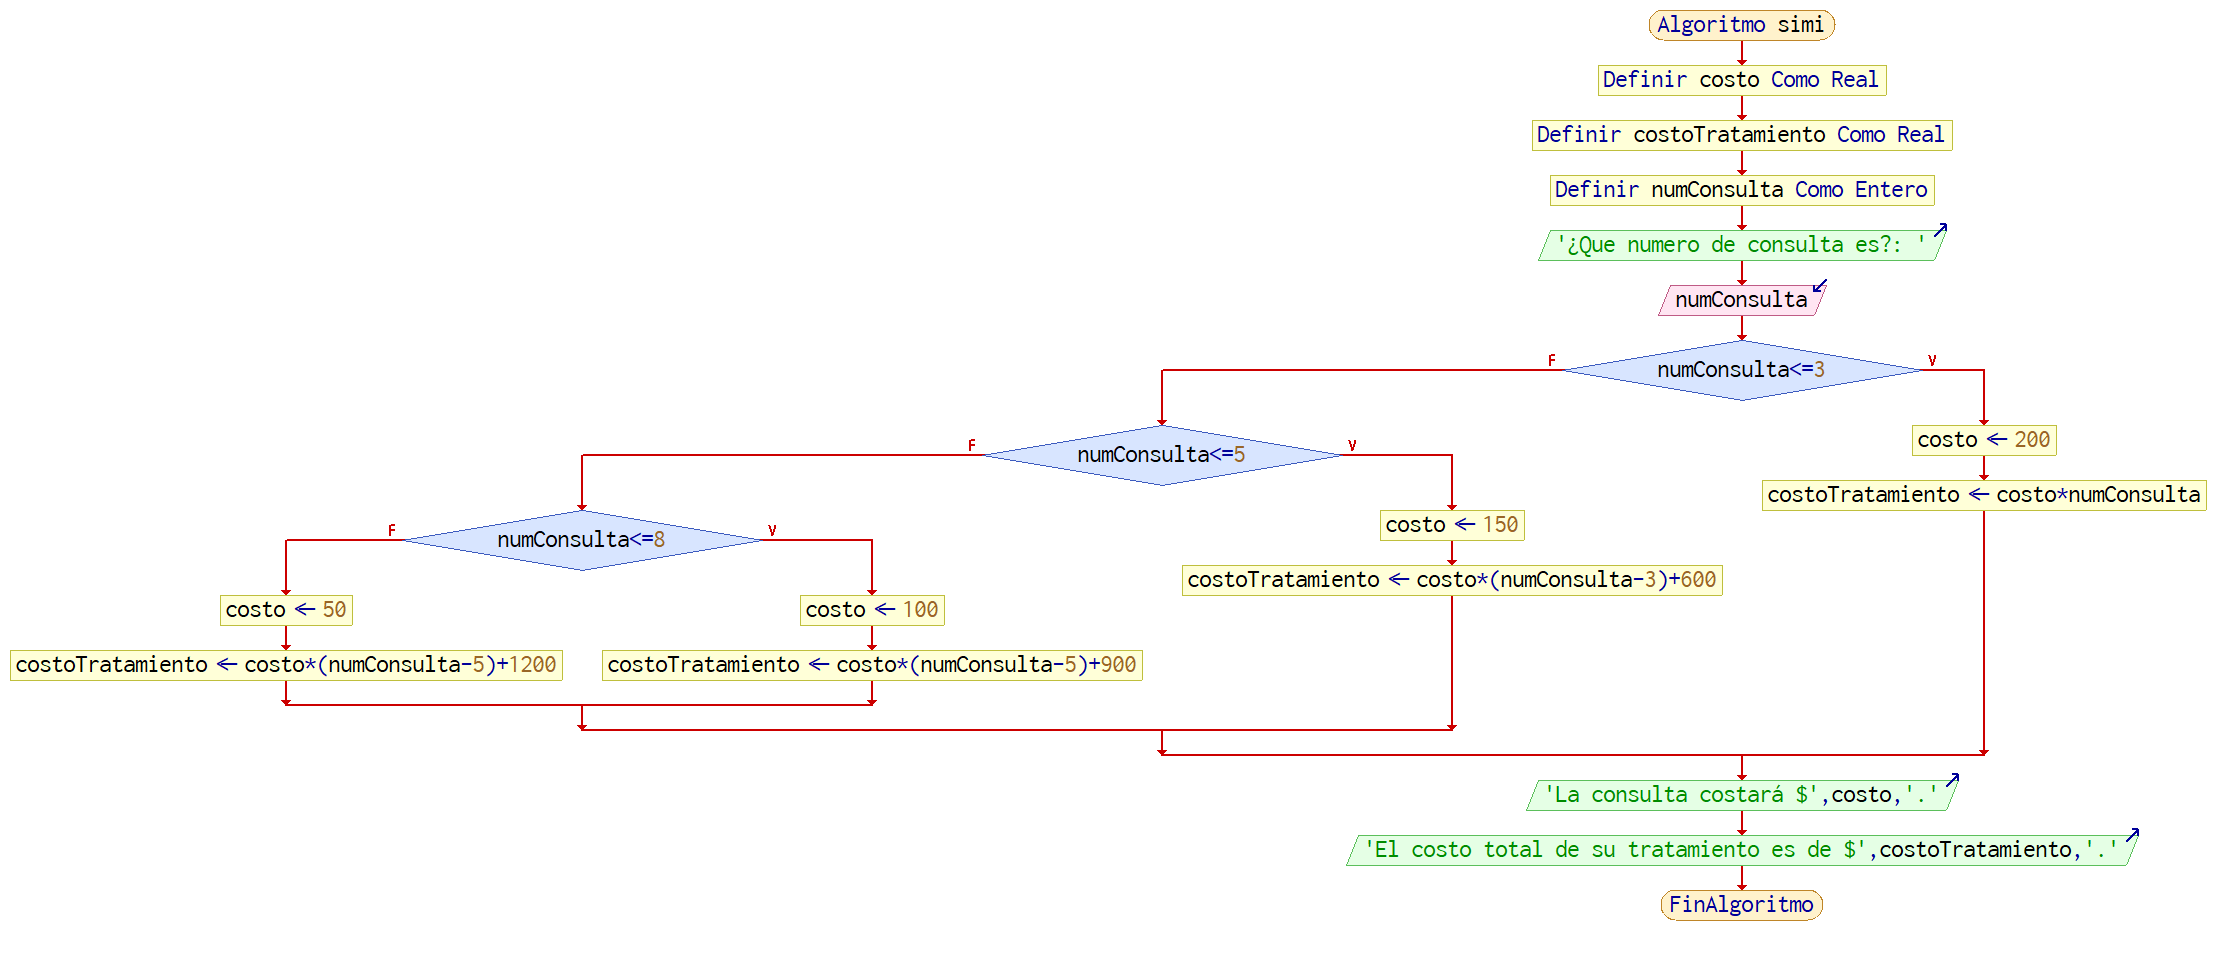 Algoritmo simi
Definir costo Como Real
Definir costoTratamiento Como Real
Definir numConsulta Como Entero
'¿Que numero de consulta es?: '
numConsulta
numConsulta<=3
F
V
numConsulta<=5
F
V
costo ← 200
costoTratamiento ← costo*numConsulta
numConsulta<=8
F
V
costo ← 150
costoTratamiento ← costo*(numConsulta-3)+600
costo ← 50
costo ← 100
costoTratamiento ← costo*(numConsulta-5)+1200
costoTratamiento ← costo*(numConsulta-5)+900
'La consulta costará $',costo,'.'
'El costo total de su tratamiento es de $',costoTratamiento,'.'
FinAlgoritmo